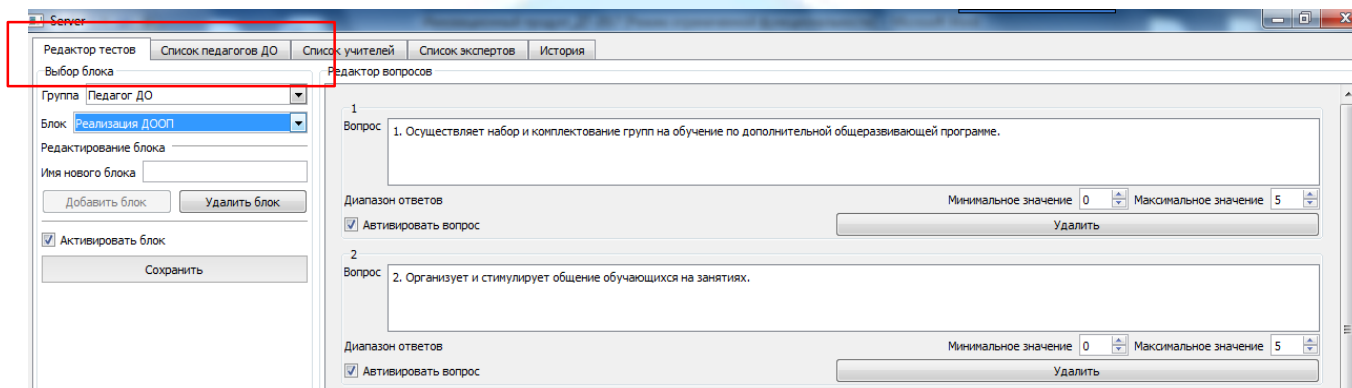 Server
Редактор тестов Список педагогов ДО Список учителей Список экспертов История
Выбор блока
Группа Педагог ДО
Блок Реализация ДООП
Редактирование блока
Имя нового блока
Добавить блок Удалить блок
Активировать блок
Сохранить
Редактор вопросов
1
Вопрос 1. Осуществляет набор и комплектование групп на обучение по дополнительной общеразвивающей программе.
Диапазон ответов Минимальное значение 0 Максимальное значение 5
Автивировать вопрос Удалить
2
Вопрос 2. Организует и стимулирует общение обучающихся на занятиях.
Диапазон ответов Минимальное значение 0 Максимальное значение 5
Автивировать вопрос Удалить